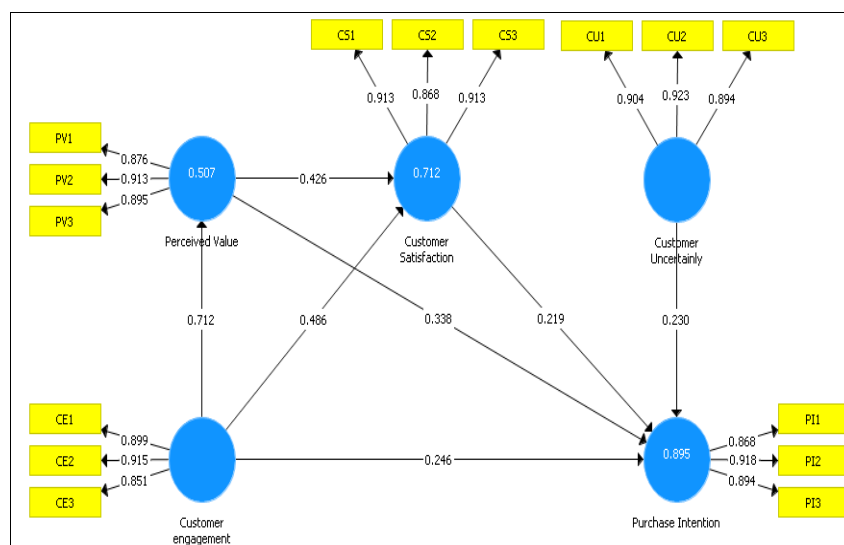 CS1 CS2 CS3 CU1 CU2 CU3
0.913 0.868 0.913 0.904 0.923 0.894
PV1
PV2
PV3
0.876
0.913
0.895
0.507
0.426
0.712
Perceived Value
Customer
Satisfaction
Customer
Uncertainly
0.712
0.486
0.338
0.219
0.230
CE1
CE2
CE3
0.899
0.915
0.851
0.246
0.895
0.868
0.918
0.894
PI1
PI2
PI3
Customer
engagement
Purchase Intention